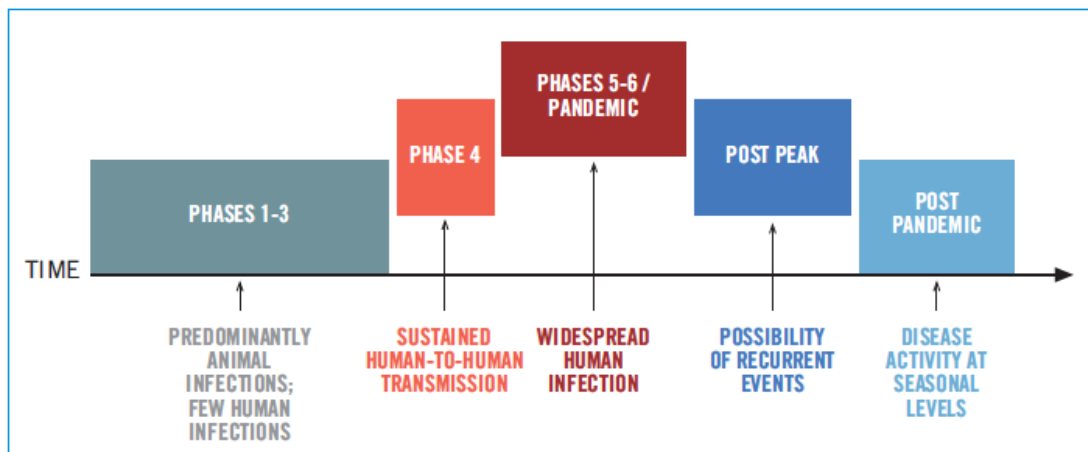 PHASES 5-6 /
PANDEMIC
PHASE 4
POST PEAK
PHASES 1-3
POST
PANDEMIC
TIME
PREDOMINANTLY
ANIMAL
INFECTIONS;
FEW HUMAN
INFECTIONS
SUSTAINED
HUMAN-TO-HUMAN
TRANSMISSION
WIDESPREAD
HUMAN
INFECTION
POSSIBILITY
OF RECURRENT
EVENTS
DISEASE
ACTIVITY AT
SEASONAL
LEVELS